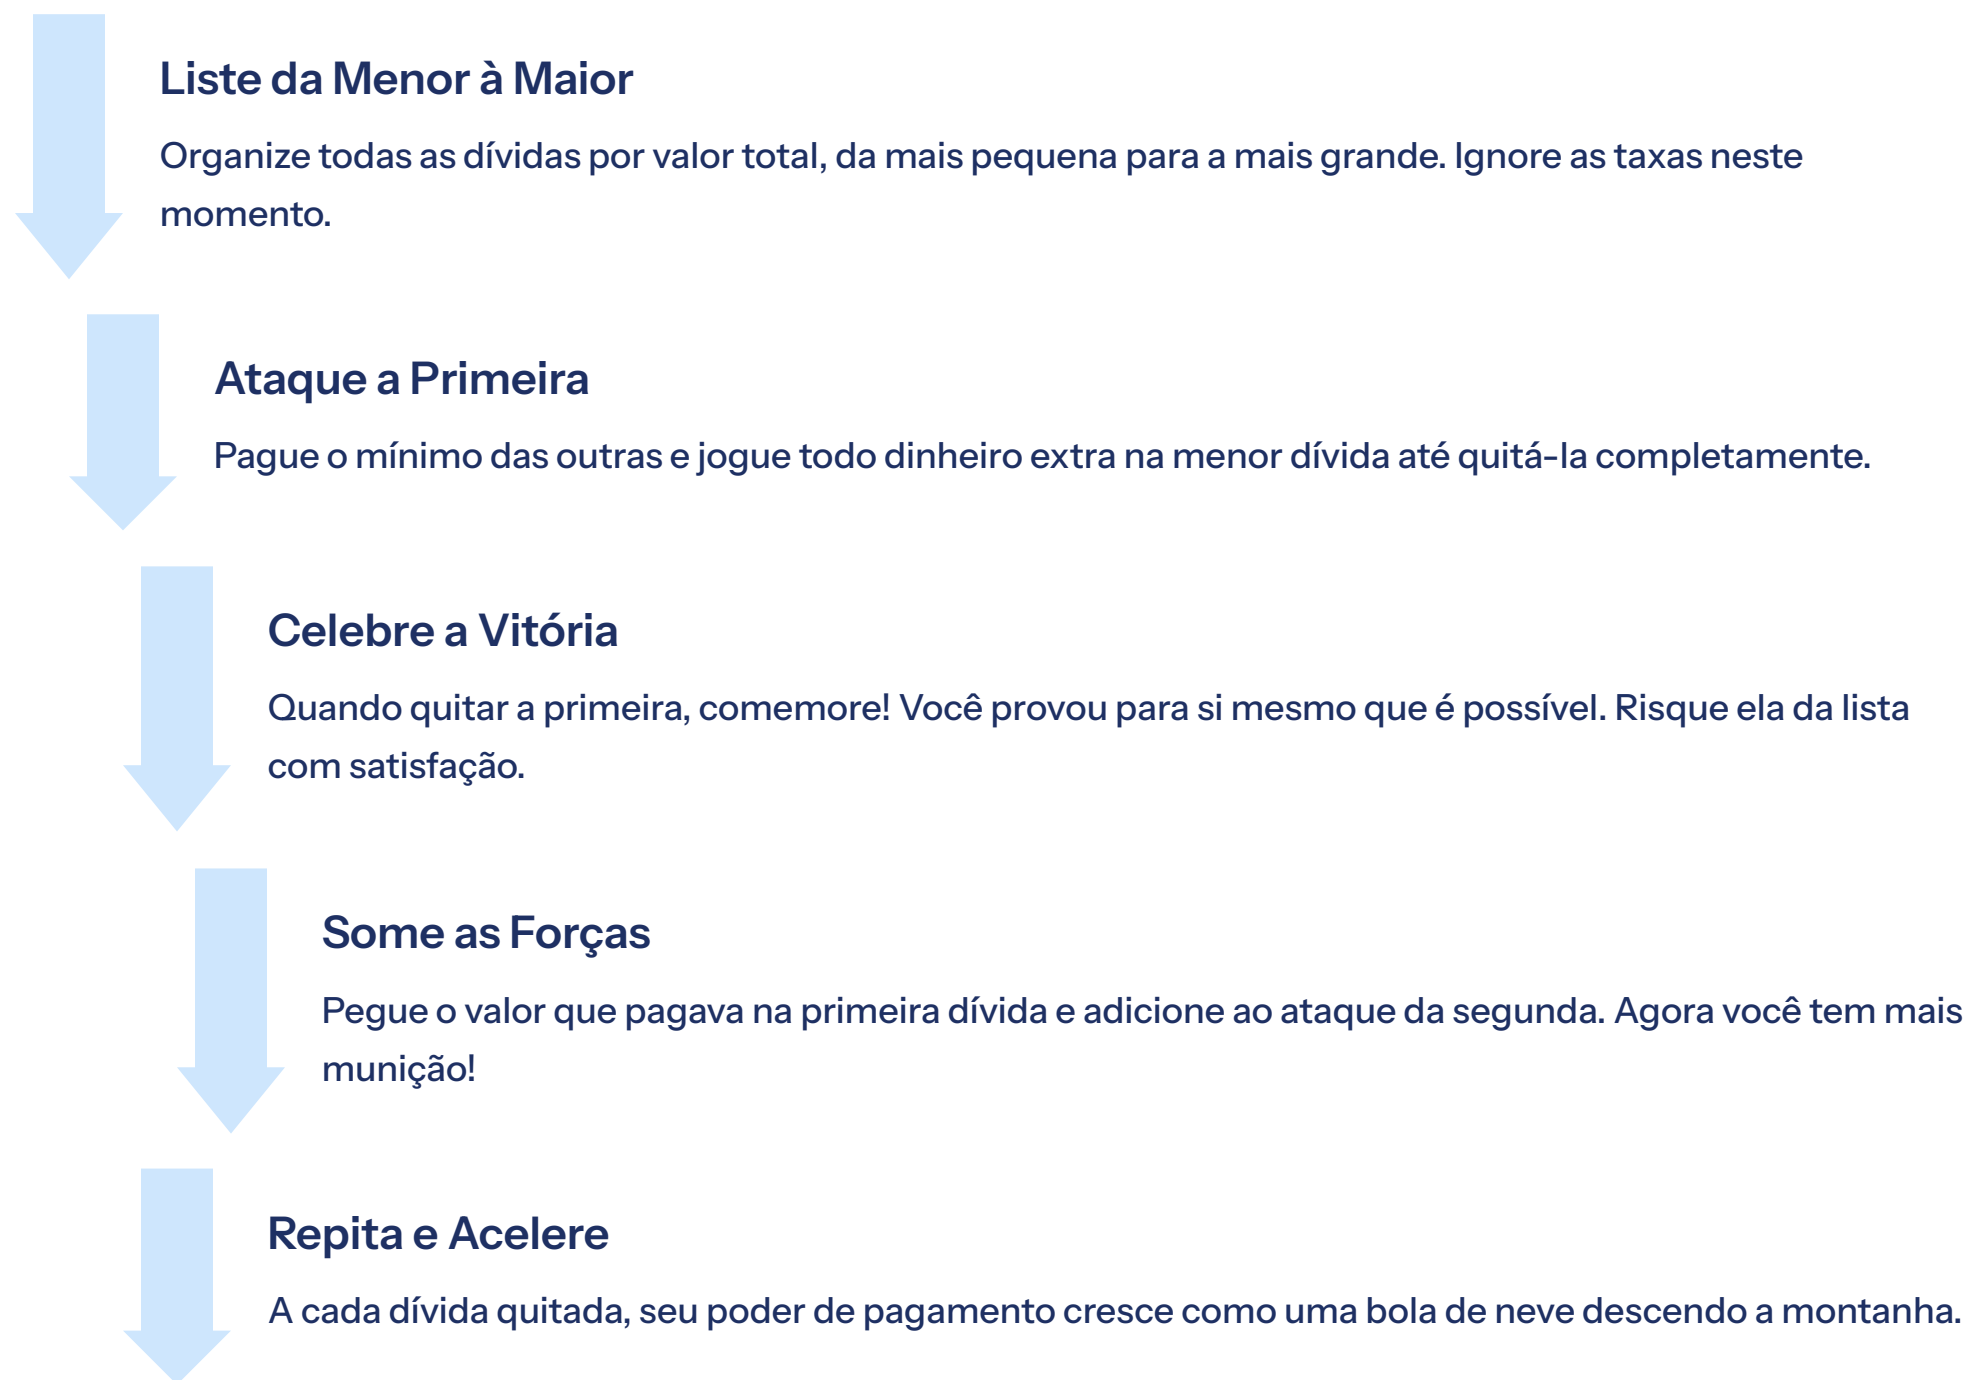 Liste da Menor à Maior
Organize todas as dívidas por valor total, da mais pequena para a mais grande. Ignore as taxas neste
momento.
Ataque a Primeira
Pague o mínimo das outras e jogue todo dinheiro extra na menor dívida até quitá-la completamente.
Celebre a Vitória
Quando quitar a primeira, comemore! Você provou para si mesmo que é possível. Risque ela da lista
com satisfação.
Some as Forças
Pegue o valor que pagava na primeira dívida e adicione ao ataque da segunda. Agora você tem mais
munição!
Repita e Acelere
A cada dívida quitada, seu poder de pagamento cresce como uma bola de neve descendo a montanha.